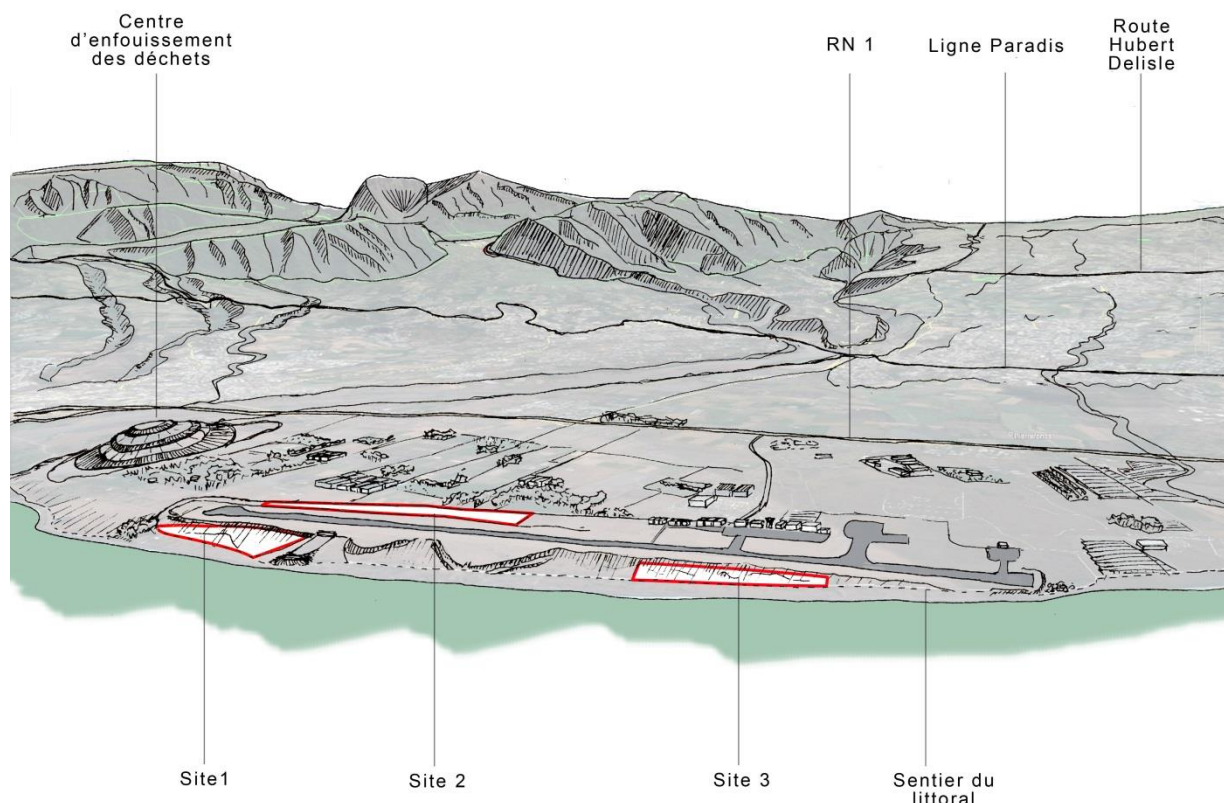 Centre
d'enfouissement
des déchets
RN 1
Ligne Paradis
Route
Hubert
Delisle
Site1
Site 2
Site 3
Sentier du
littoral